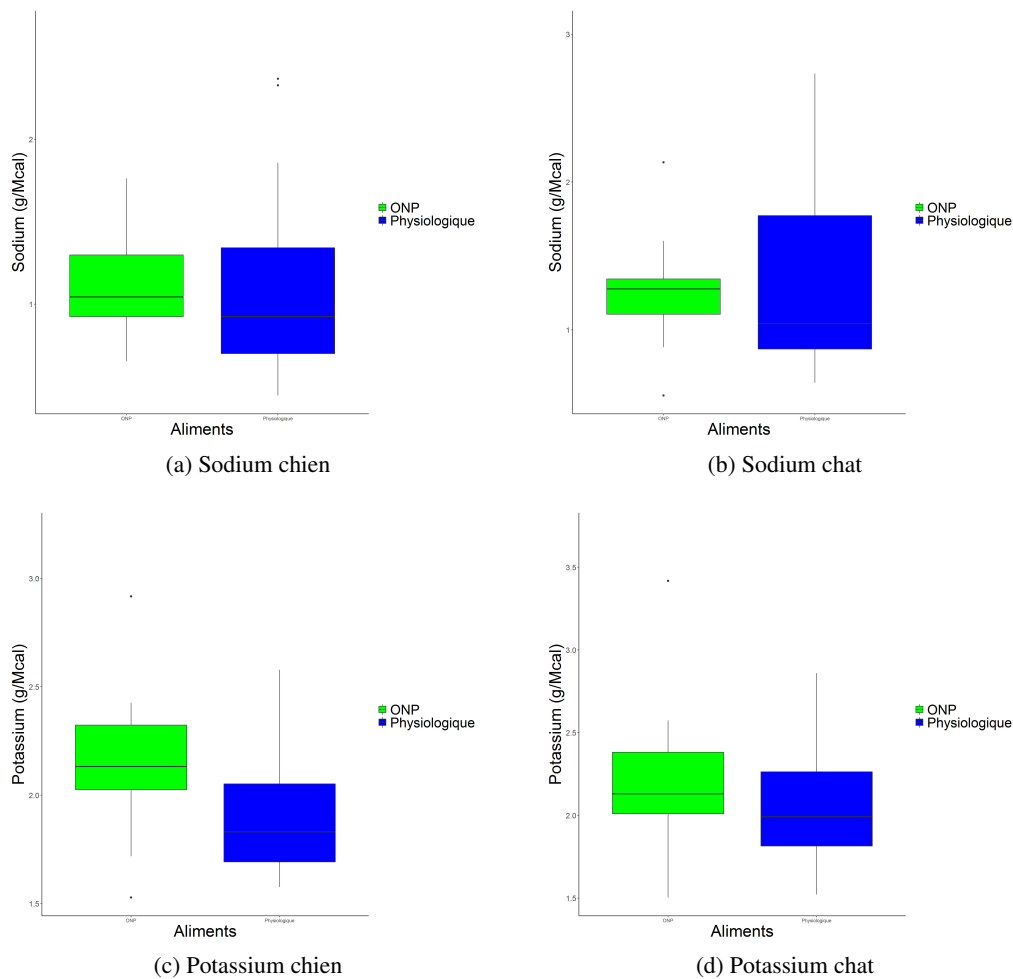 2
1
Sodium (g/Mcal)
ONP
Physiologique
ONP
Physiologique
Aliments
(a) Sodium chien
3
2
1
Sodium (g/Mcal)
ONP
Physiologique
ONP
Physiologique
Aliments
(b) Sodium chat
3.0
2.5
2.0
1.5
Potassium (g/Mcal)
ONP
Physiologique
ONP
Physiologique
Aliments
(c) Potassium chien
3.5
3.0
2.5
2.0
1.5
Potassium (g/Mcal)
ONP
Physiologique
ONP
Physiologique
Aliments
(d) Potassium chat